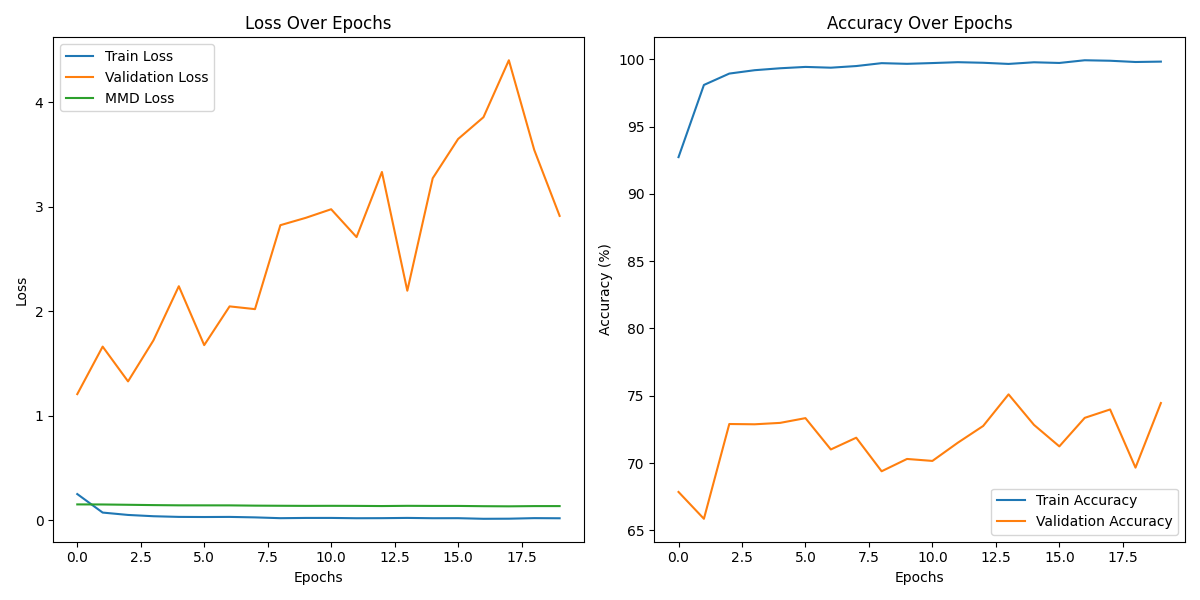 Loss Over Epochs
Train Loss
Validation Loss
MMD Loss
Loss
4
3
2
1
0
0.0 2.5 5.0 7.5 10.0 12.5 15.0 17.5
Epochs
Accuracy Over Epochs
Accuracy (%)
100
95
90
85
80
75
70
65
Train Accuracy
Validation Accuracy
0.0 2.5 5.0 7.5 10.0 12.5 15.0 17.5
Epochs